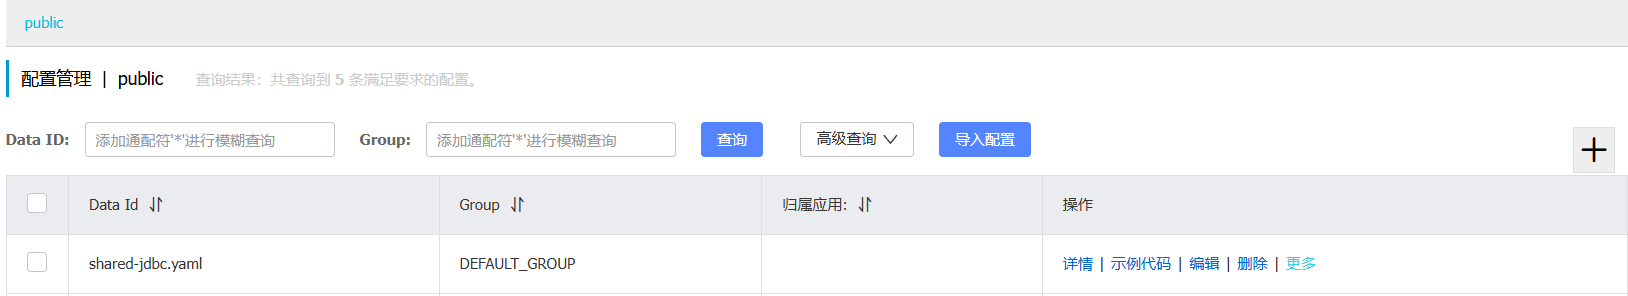 public
配置管理 | public 查询结果：共查询到 5 条满足要求的配置。
Data ID: 添加通配符'*'进行模糊查询 Group: 添加通配符'*'进行模糊查询 查询 高级查询 导入配置
Data Id Group 归属应用: 操作
shared-jdbc.yaml DEFAULT_GROUP 详情 | 示例代码 | 编辑 | 删除 | 更多